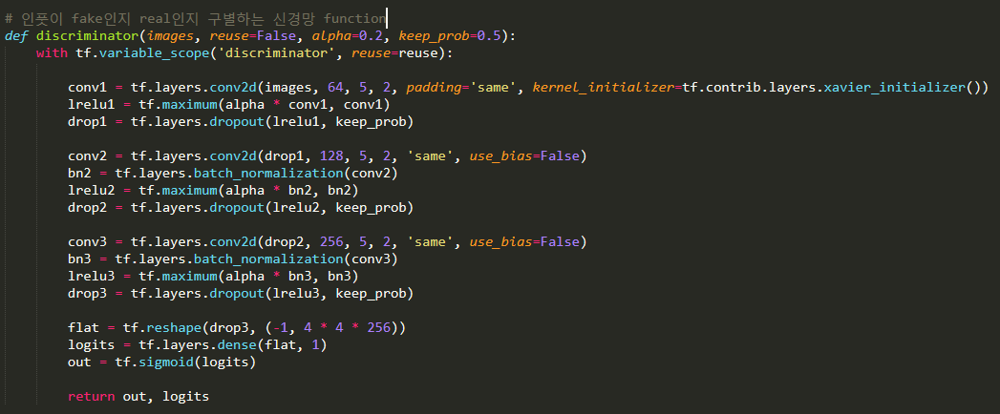 # 인풋이 fake인지 real인지 구별하는 신경망 function
def discriminator(images, reuse=False, alpha=0.2, keep_prob=0.5):
    with tf.variable_scope('discriminator', reuse=reuse):

        conv1 = tf.layers.conv2d(images, 64, 5, 2, padding='same', kernel_initializer=tf.contrib.layers.xavier_initializer())
        lrelu1 = tf.maximum(alpha * conv1, conv1)
        drop1 = tf.layers.dropout(lrelu1, keep_prob)

        conv2 = tf.layers.conv2d(drop1, 128, 5, 2, 'same', use_bias=False)
        bn2 = tf.layers.batch_normalization(conv2)
        lrelu2 = tf.maximum(alpha * bn2, bn2)
        drop2 = tf.layers.dropout(lrelu2, keep_prob)

        conv3 = tf.layers.conv2d(drop2, 256, 5, 2, 'same', use_bias=False)
        bn3 = tf.layers.batch_normalization(conv3)
        lrelu3 = tf.maximum(alpha * bn3, bn3)
        drop3 = tf.layers.dropout(lrelu3, keep_prob)

        flat = tf.reshape(drop3, (-1, 4 * 4 * 256))
        logits = tf.layers.dense(flat, 1)
        out = tf.sigmoid(logits)

        return out, logits